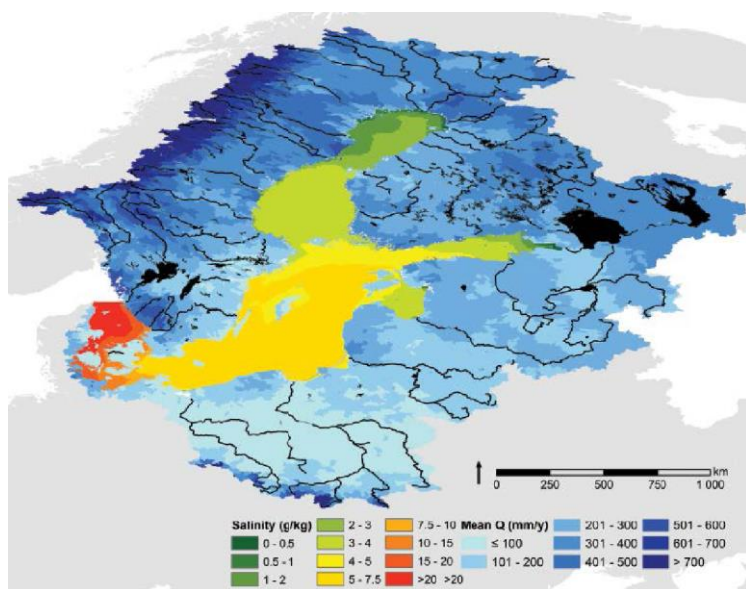 km
0 250 500 750 1 000
Salinity (g/kg) 2 - 3 7.5 - 10 Mean Q (mm/y) 201 - 300 501 - 600
0 - 0.5 3 - 4 10 - 15 ≤ 100 301 - 400 601 - 700
0.5 - 1 4 - 5 15 - 20 101 - 200 401 - 500 > 700
1 - 2 5 - 7.5 >20 >20